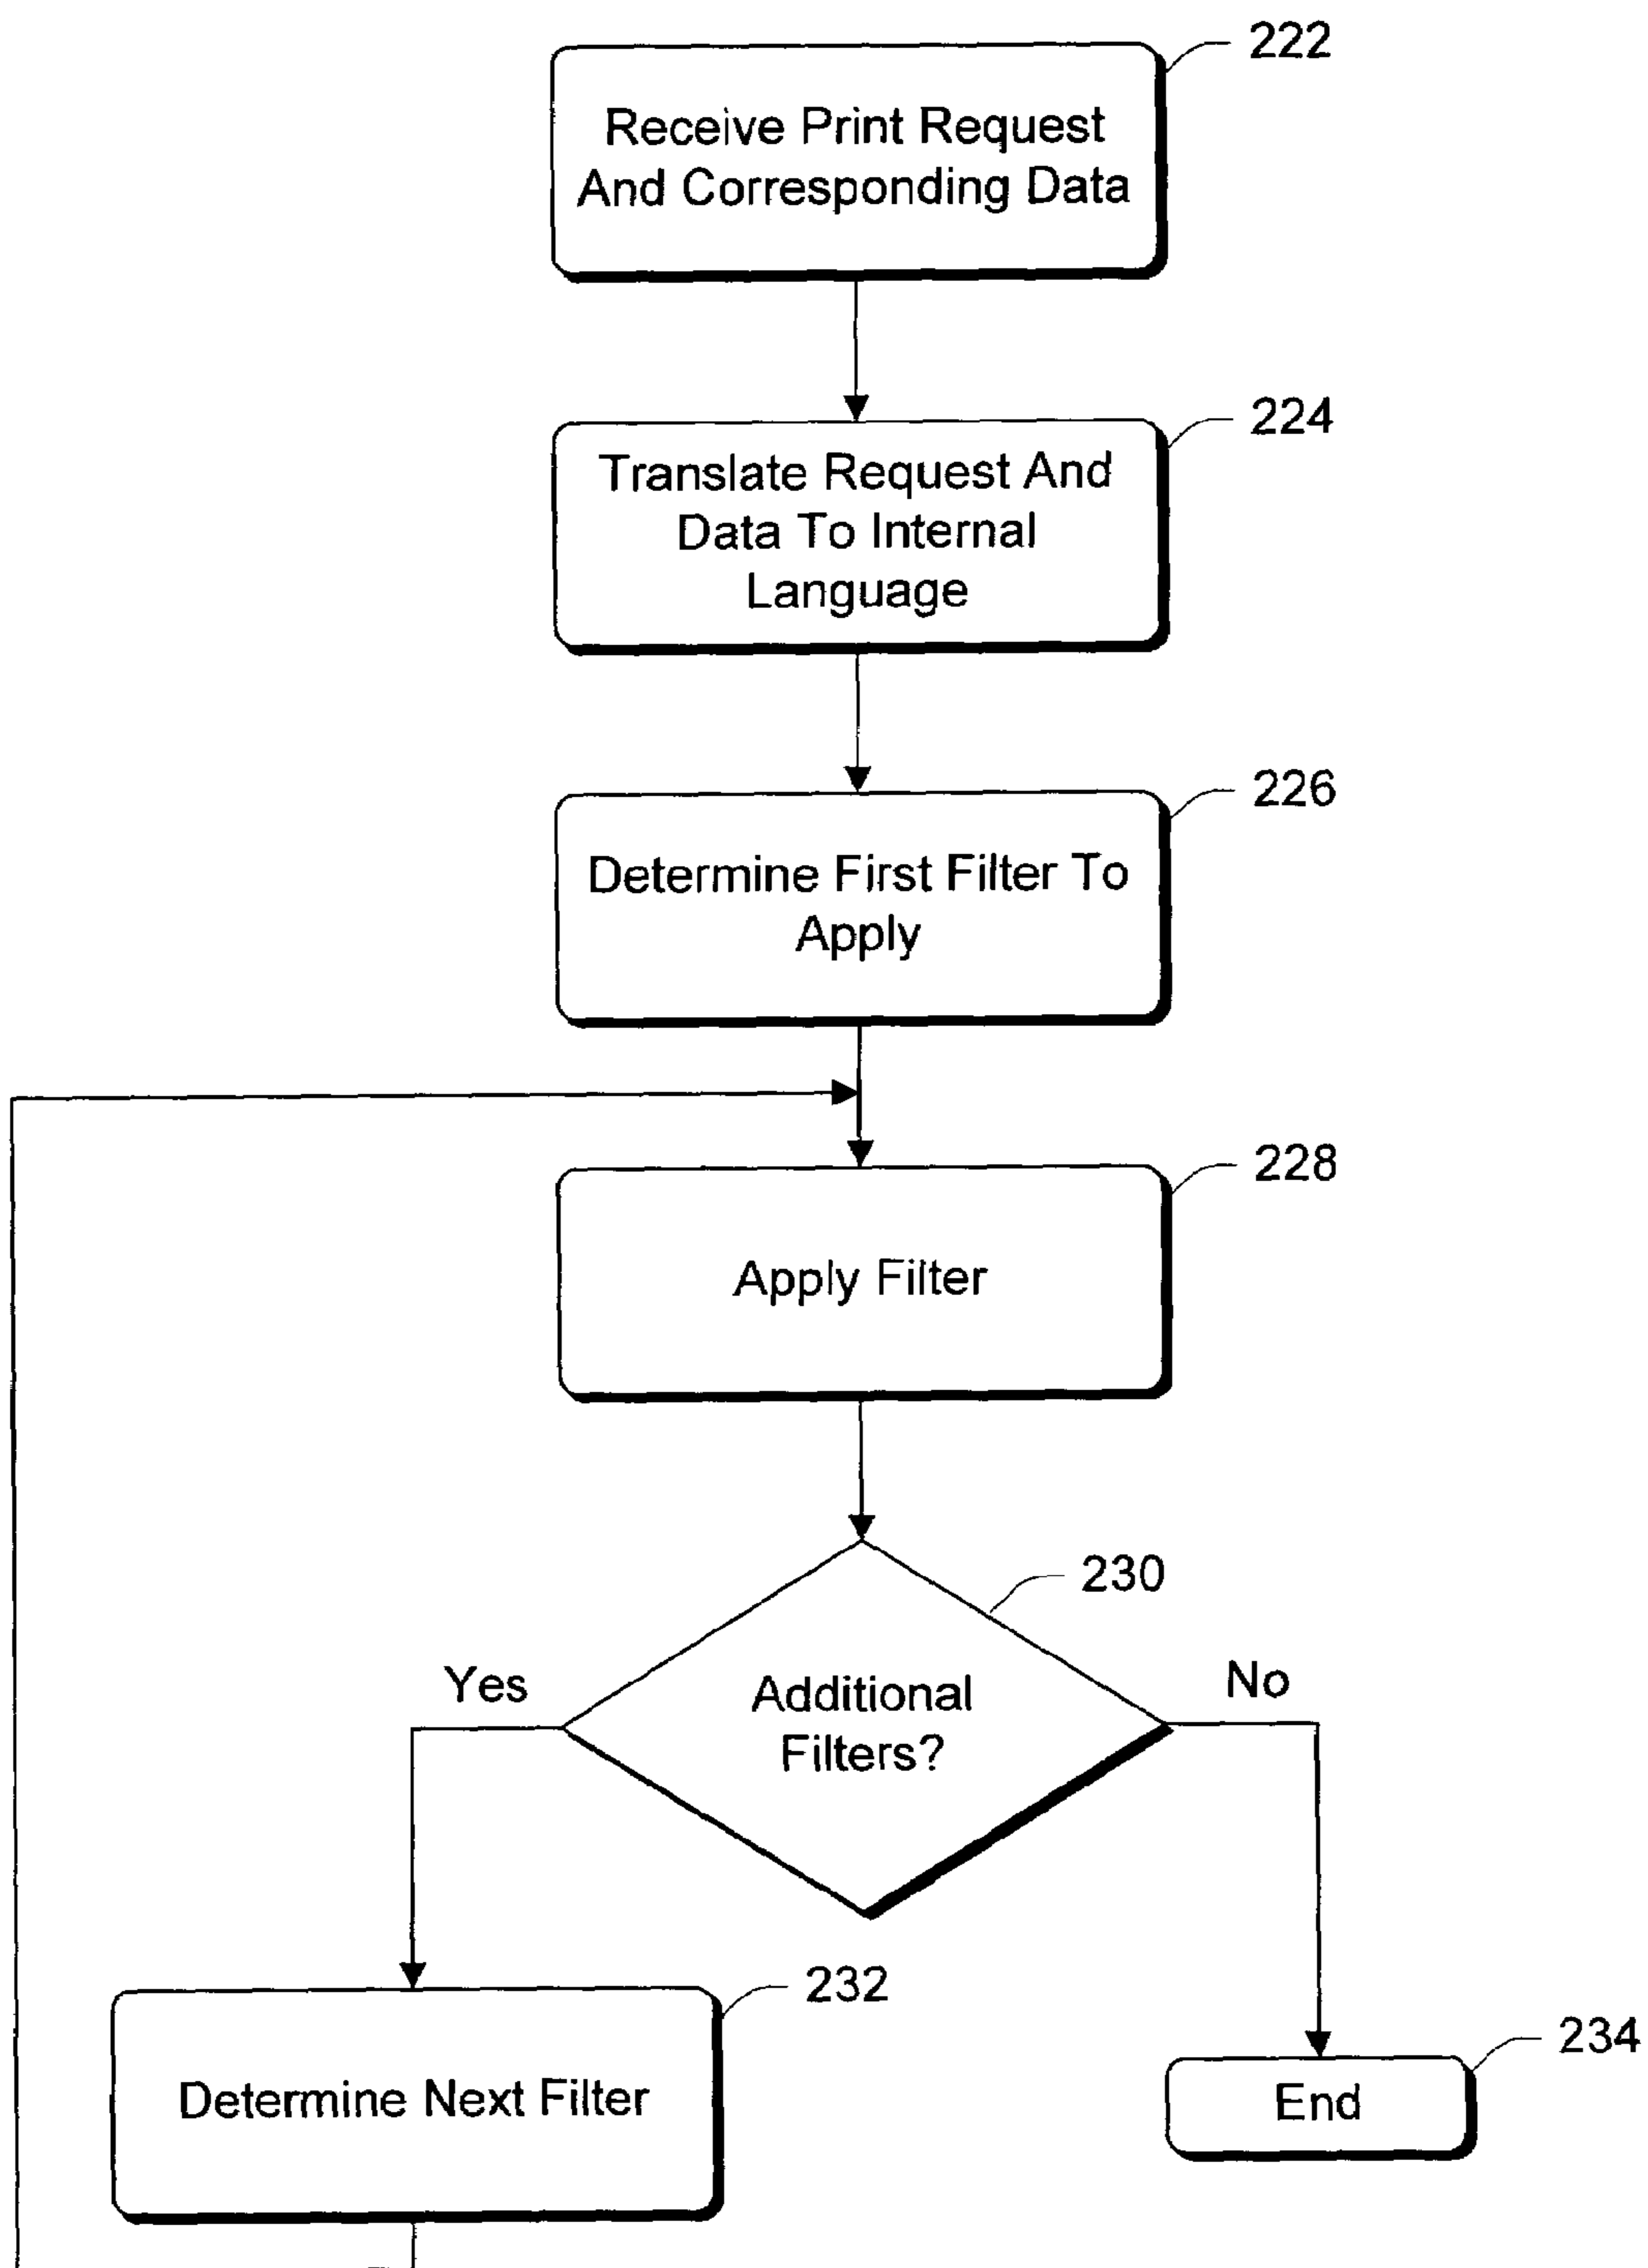 222
Receive Print Request
And Corresponding Data
224
Translate Request And
Data To Internal
Language
226
Determine First Filter To
Apply
228
Apply Filter
230
Yes
Additional
Filters?
No
232
Determine Next Filter
234
End